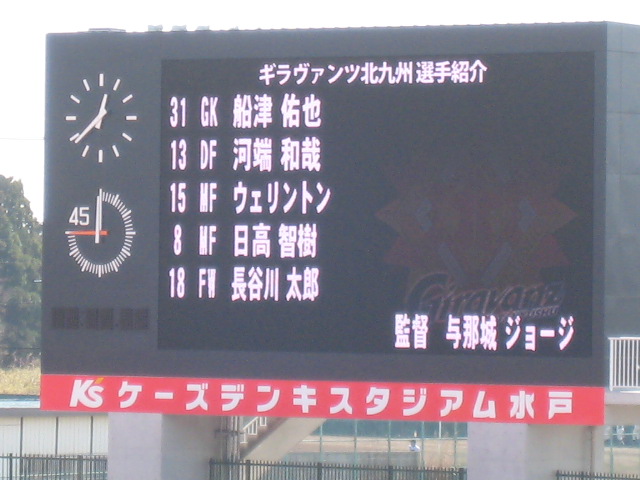 ギラヴァンツ北九州 選手紹介
31 GK 船津 佑也
13 DF 河端 和哉
15 MF ウェリントン
8 MF 日高 智樹
18 FW 長谷川 太郎
45
Giravanz
監督 与那城 ジョージ
K's ケーズデンキスタジアム水戸